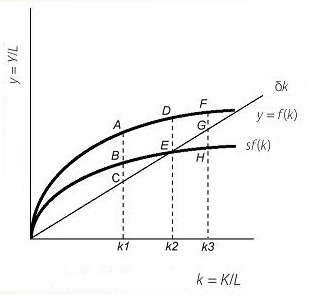 y = Y/L
δk
y = f(k)
sf(k)
A
D
F
G
B
E
H
C
k1
k2
k3
k = K/L